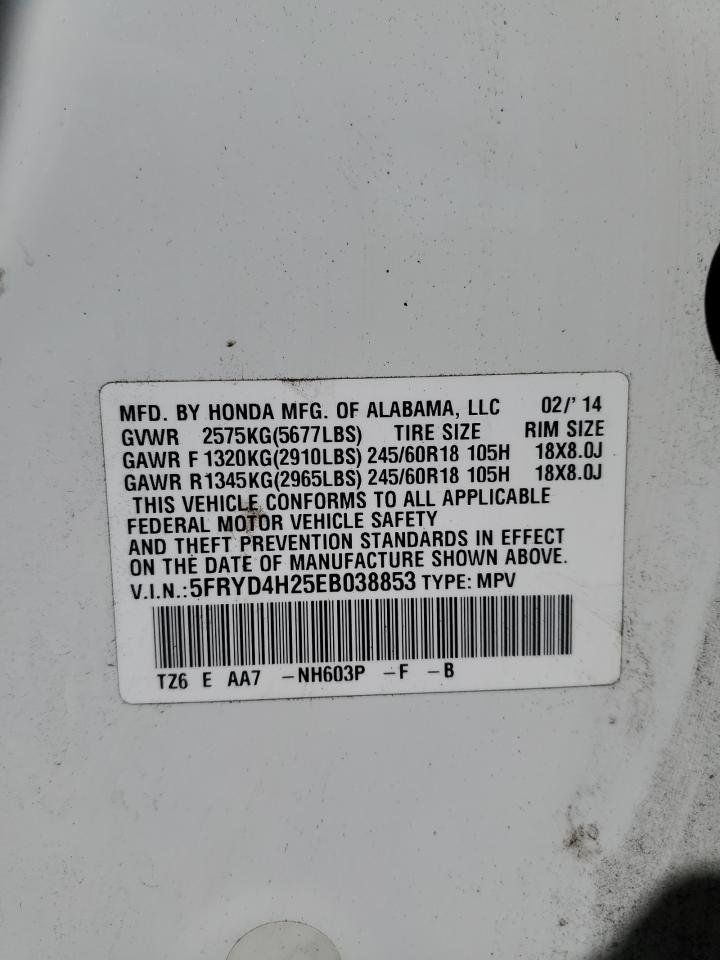 MFD. BY HONDA MFG. OF ALABAMA, LLC 02/' 14
GVWR 2575KG(5677LBS) TIRE SIZE RIM SIZE
GAWR F 1320KG(2910LBS) 245/60R18 105H 18X8.0J
GAWR R1345KG(2965LBS) 245/60R18 105H 18X8.0J
THIS VEHICLE CONFORMS TO ALL APPLICABLE
FEDERAL MOTOR VEHICLE SAFETY
AND THEFT PREVENTION STANDARDS IN EFFECT
ON THE DATE OF MANUFACTURE SHOWN ABOVE.
V.I.N.:5FRYD4H25EB038853 TYPE: MPV
TZ6 E AA7 -NH603P -F -B